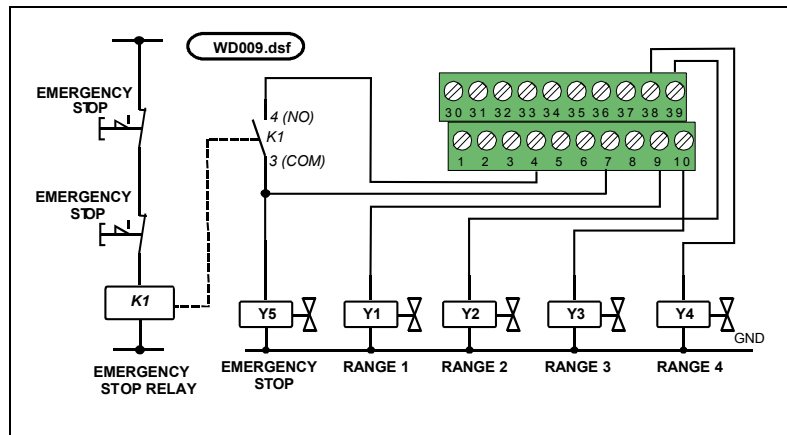 WD009.dsf
EMERGENCY
STOP
4 (NO)
K1
3 (COM)
30 31 32 33 34 35 36 37 38 39
1 2 3 4 5 6 7 8 9 10
EMERGENCY
STOP
K1
Y5
Y1
Y2
Y3
Y4
GND
EMERGENCY
STOP RELAY
EMERGENCY
STOP
RANGE 1
RANGE 2
RANGE 3
RANGE 4